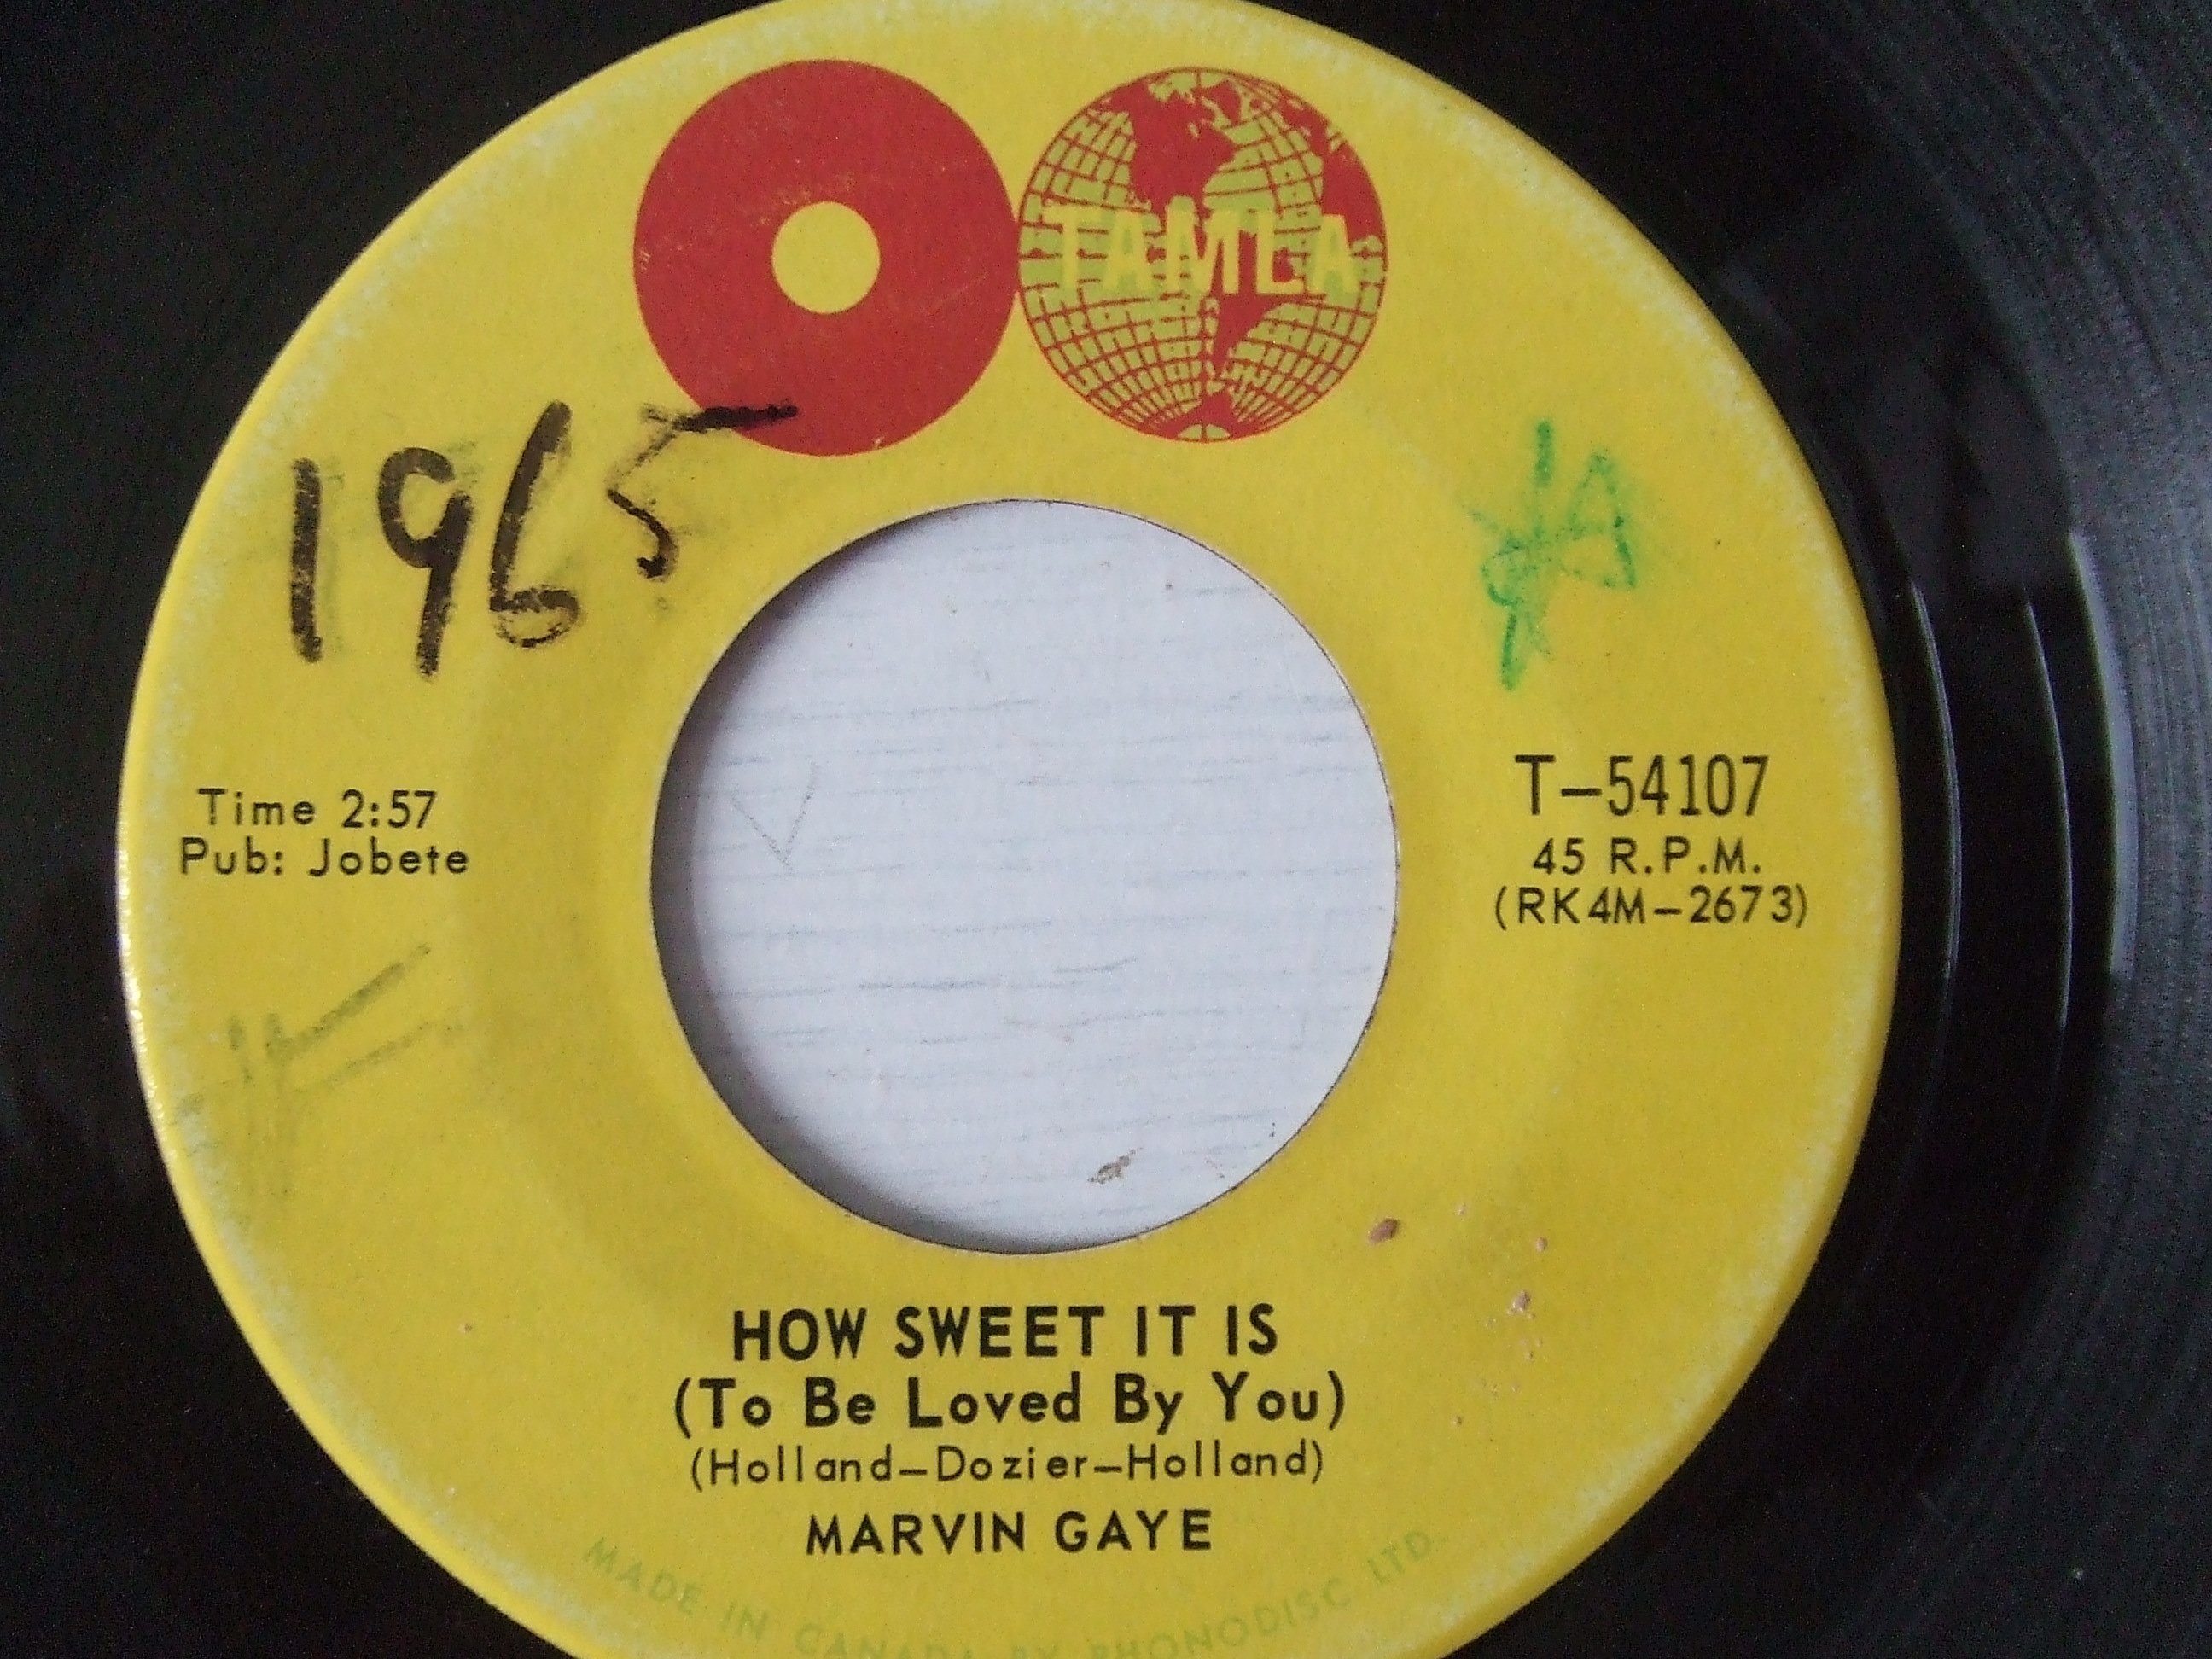 TAMLA
1965
Time 2:57
Pub: Jobete
T-54107
45 R.P.M.
(RK4M-2673)
HOW SWEET IT IS
(To Be Loved By You)
(Holland-Dozier-Holland)
MARVIN GAYE
MADE IN CANADA BY PHONODISC LTD.